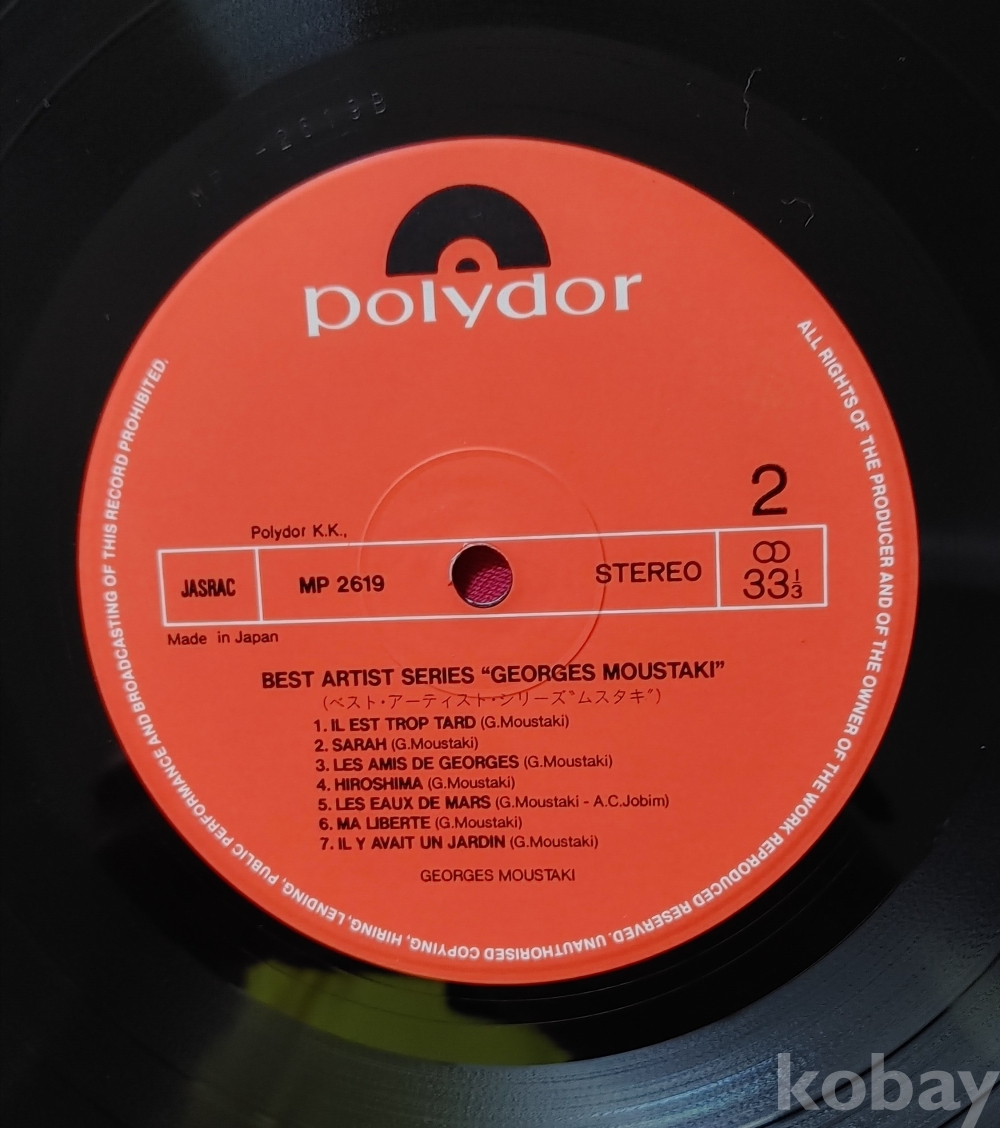 MP -2619B
polydor
2
Polydor K.K.,
JASRAC
MP 2619
STEREO
33⅓
Made in Japan
BEST ARTIST SERIES “GEORGES MOUSTAKI”
(ベスト・アーティスト・シリーズ“ムスタキ”)
1. IL EST TROP TARD (G.Moustaki)
2. SARAH (G.Moustaki)
3. LES AMIS DE GEORGES (G.Moustaki)
4. HIROSHIMA (G.Moustaki)
5. LES EAUX DE MARS (G.Moustaki - A.C.Jobim)
6. MA LIBERTE (G.Moustaki)
7. IL Y AVAIT UN JARDIN (G.Moustaki)
GEORGES MOUSTAKI
ALL RIGHTS OF THE PRODUCER AND OF THE OWNER OF THE WORK REPRODUCED RESERVED. UNAUTHORISED COPYING, HIRING, LENDING, PUBLIC PERFORMANCE AND BROADCASTING OF THIS RECORD PROHIBITED.
kobay